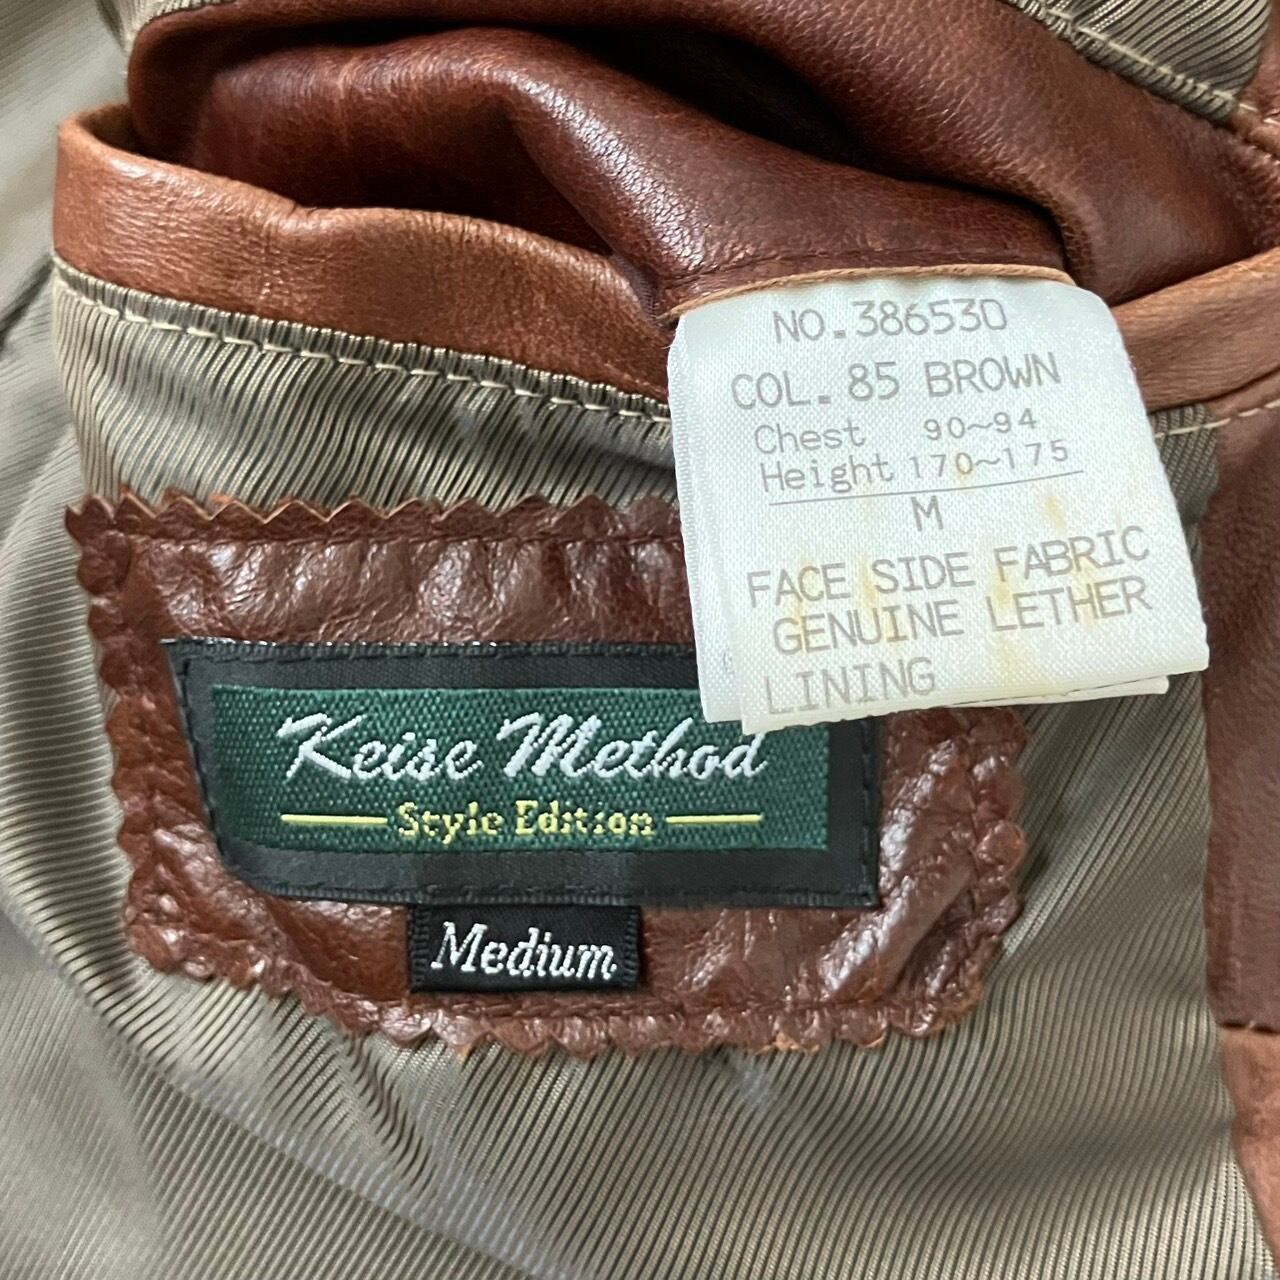 NO.38653D
COL. 85 BROWN
Chest 90~94
Height 170~175
M
FACE SIDE FABRIC
GENUINE LETHER
LINING
Keise Method
Style Edition
Medium